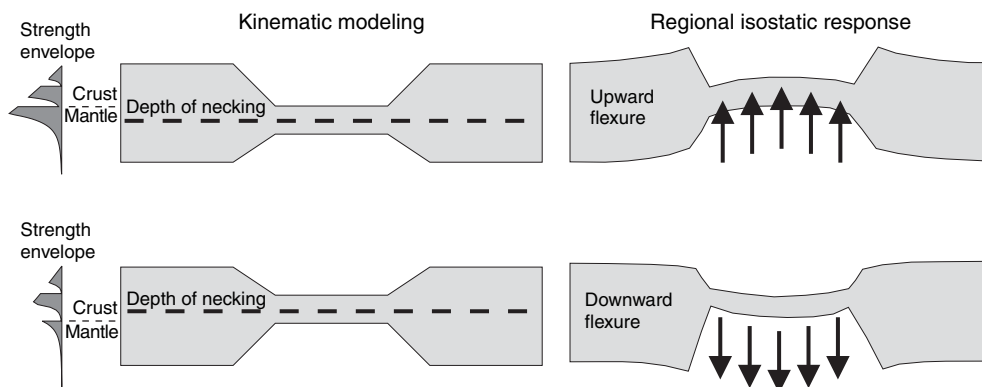 Kinematic modeling
Regional isostatic response
Strength
envelope
Crust
Mantle
Depth of necking
Upward
flexure
Strength
envelope
Crust
Mantle
Depth of necking
Downward
flexure